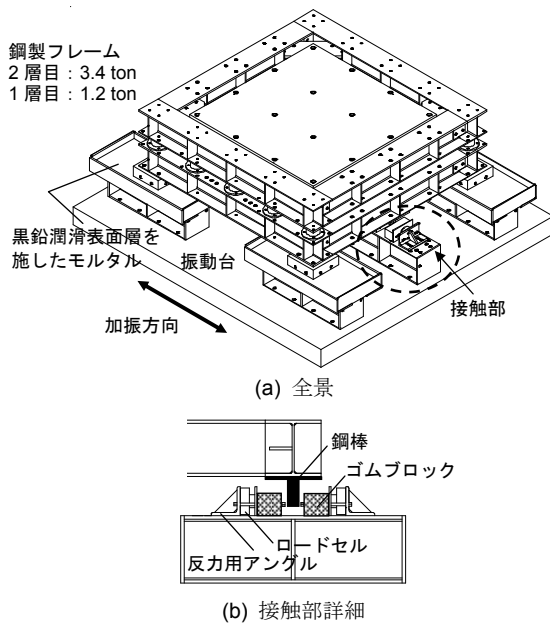 鋼製フレーム
2 層目：3.4 ton
1 層目：1.2 ton
黒鉛潤滑表面層を
施したモルタル
振動台
加振方向
接触部
(a) 全景
鋼棒
ゴムブロック
ロードセル
反力用アングル
(b) 接触部詳細